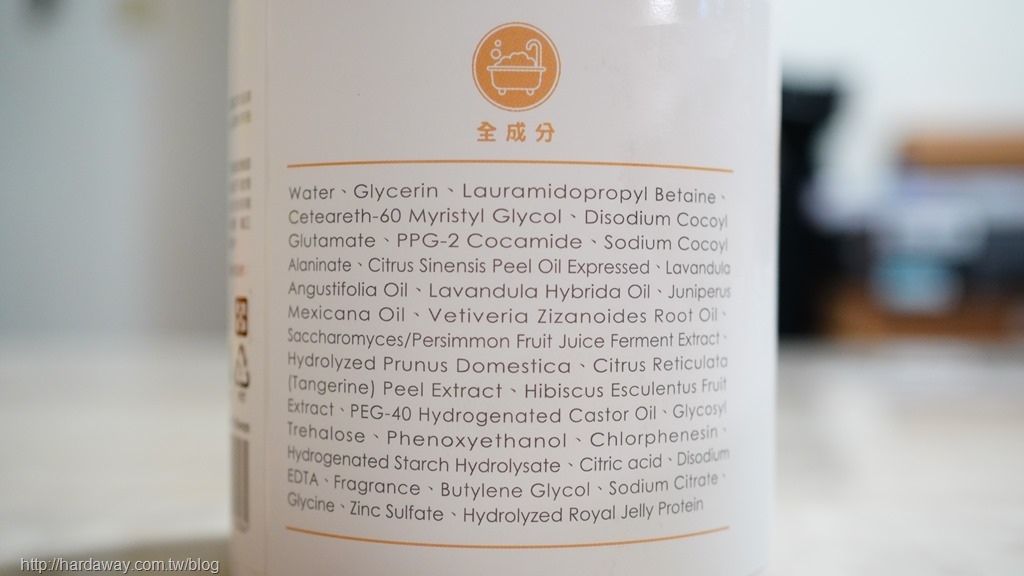 全成分
Water、Glycerin、Lauramidopropyl Betaine、
Ceteareth-60 Myristyl Glycol、Disodium Cocoyl
Glutamate、PPG-2 Cocamide、Sodium Cocoyl
Alaninate、Citrus Sinensis Peel Oil Expressed、Lavandula
Angustifolia Oil、Lavandula Hybrida Oil、Juniperus
Mexicana Oil、Vetiveria Zizanoides Root Oil、
Saccharomyces/Persimmon Fruit Juice Ferment Extract、
Hydrolyzed Prunus Domestica、Citrus Reticulata
(Tangerine) Peel Extract、Hibiscus Esculentus Fruit
Extract、PEG-40 Hydrogenated Castor Oil、Glycosyl
Trehalose、Phenoxyethanol、Chlorphenesin、
Hydrogenated Starch Hydrolysate、Citric acid、Disodium
EDTA、Fragrance、Butylene Glycol、Sodium Citrate、
Glycine、Zinc Sulfate、Hydrolyzed Royal Jelly Protein
http://hardaway.com.tw/blog